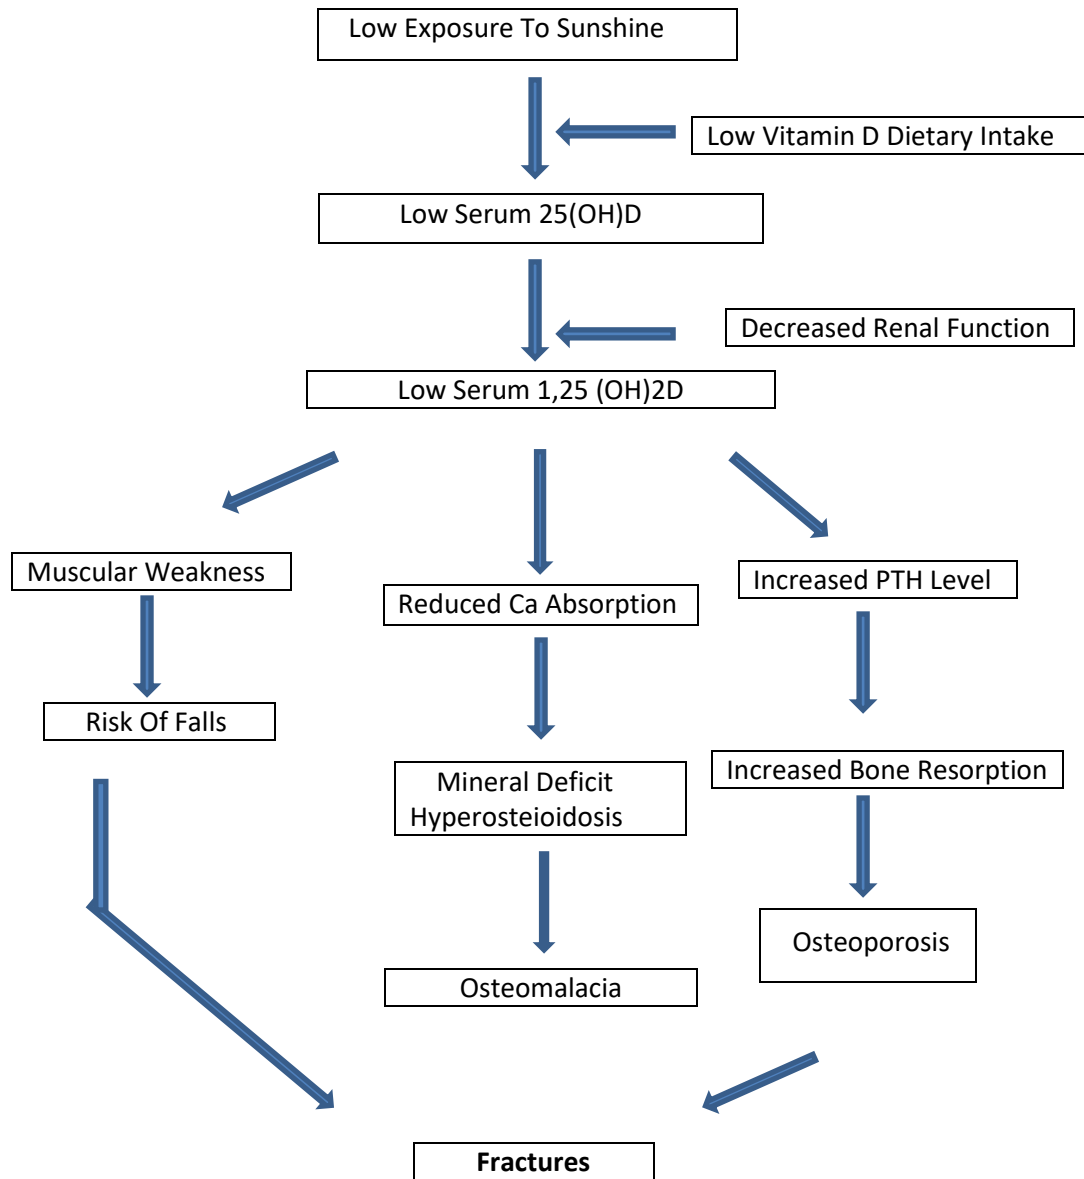 Low Exposure To Sunshine
Low Vitamin D Dietary Intake
Low Serum 25(OH)D
Decreased Renal Function
Low Serum 1,25 (OH)2D
Muscular Weakness
Reduced Ca Absorption
Increased PTH Level
Risk Of Falls
Mineral Deficit
Hyperosteioidosis
Increased Bone Resorption
Osteoporosis
Osteomalacia
Fractures